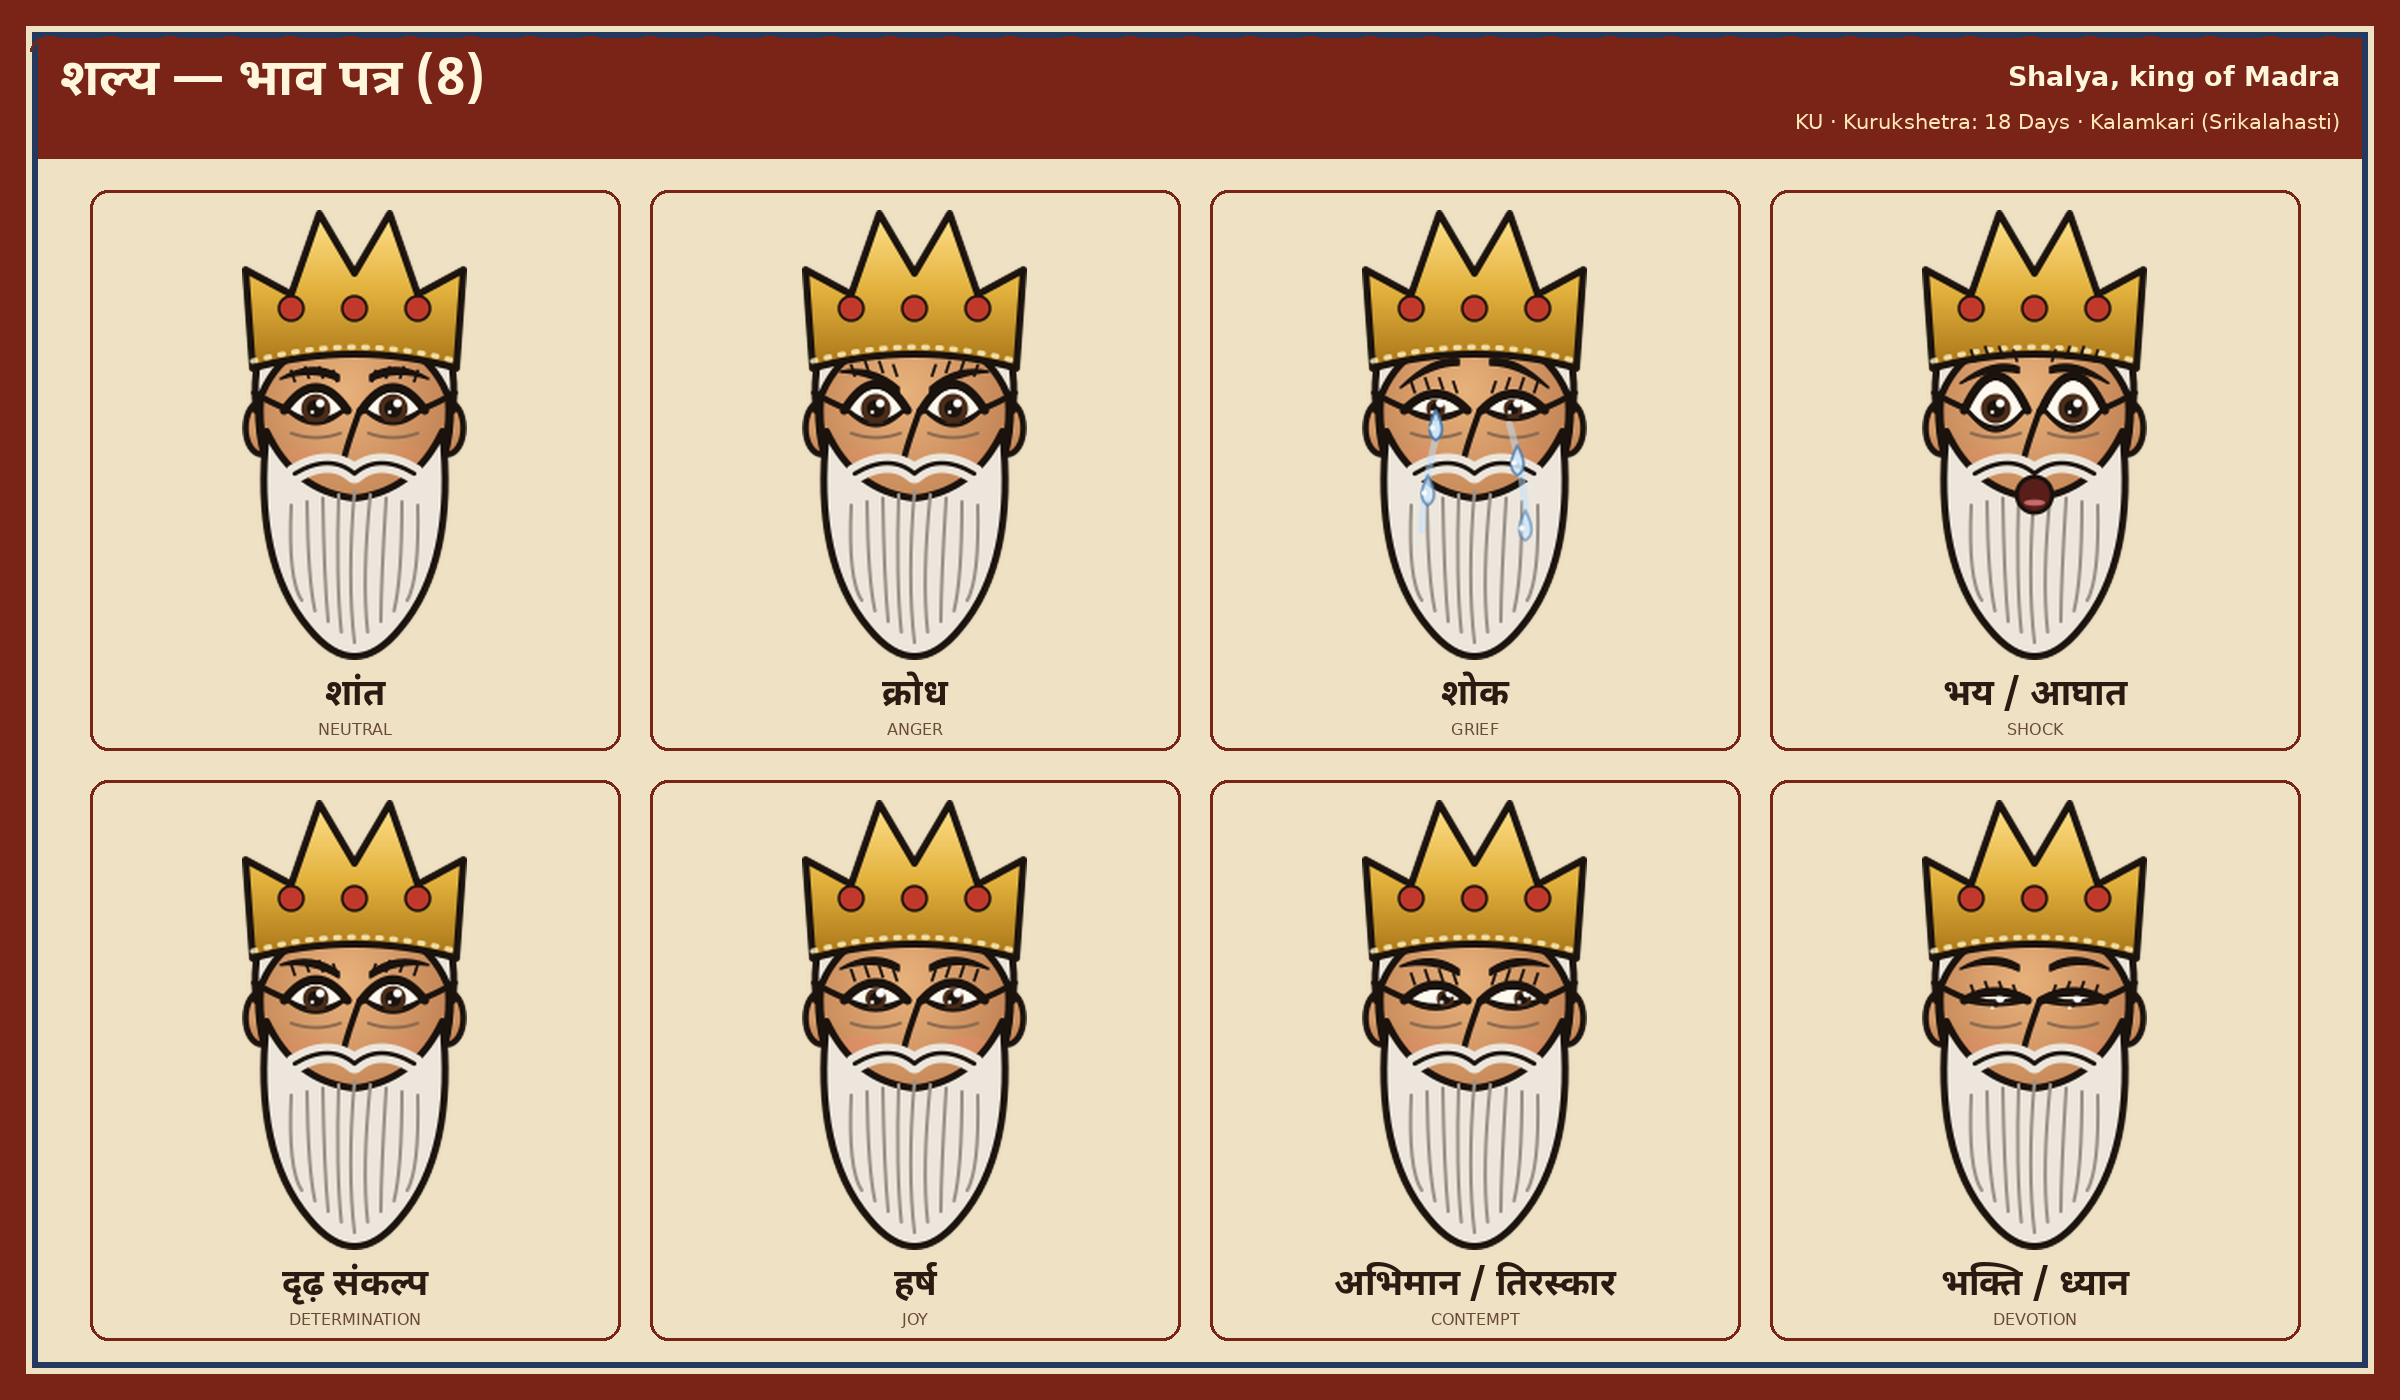 शल्य — भाव पत्र (8)
Shalya, king of Madra
KU · Kurukshetra: 18 Days · Kalamkari (Srikalahasti)
शांत
NEUTRAL
क्रोध
ANGER
शोक
GRIEF
भय / आघात
SHOCK
दृढ़ संकल्प
DETERMINATION
हर्ष
JOY
अभिमान / तिरस्कार
CONTEMPT
भक्ति / ध्यान
DEVOTION